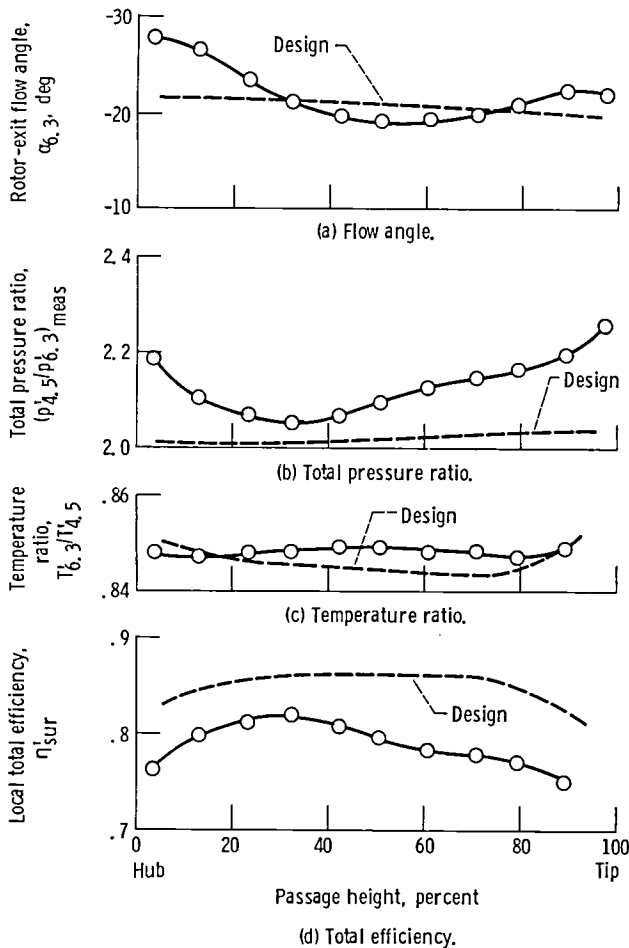 Rotor-exit flow angle,
α6.3, deg
-30
-20
-10
Design
(a) Flow angle.
Total pressure ratio,
(p'4.5/p'6.3)meas
2.4
2.2
2.0
Design
(b) Total pressure ratio.
Temperature
ratio,
T'6.3/T'4.5
.86
.84
Design
(c) Temperature ratio.
Local total efficiency,
η'sur
.9
.8
.7
Design
0 20 40 60 80 100
Hub Tip
Passage height, percent
(d) Total efficiency.